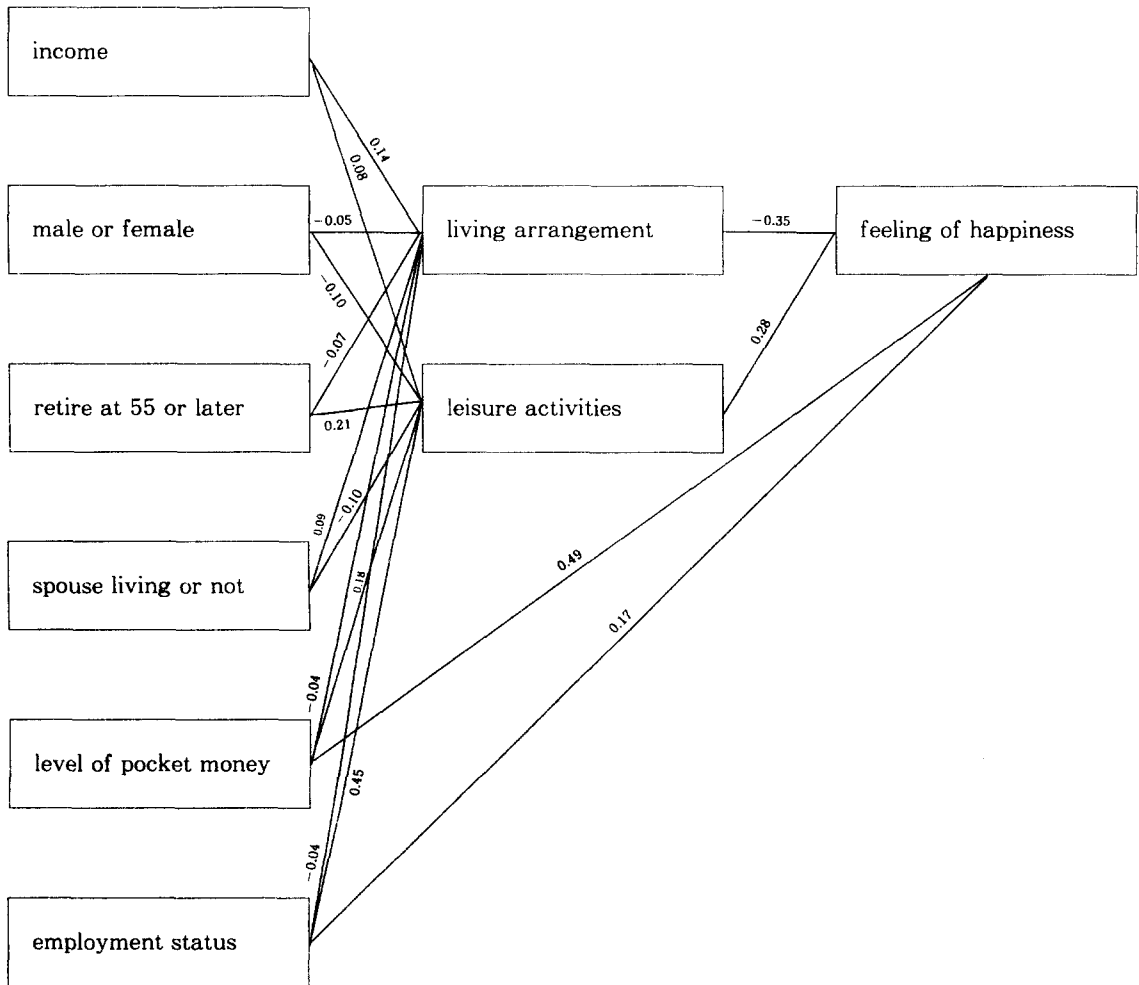 income
0.14
0.08
male or female
−0.05
living arrangement
−0.35
feeling of happiness
−0.10
−0.07
0.28
retire at 55 or later
0.21
leisure activities
−0.10
0.09
spouse living or not
0.18
0.49
0.17
−0.04
level of pocket money
0.45
−0.04
employment status